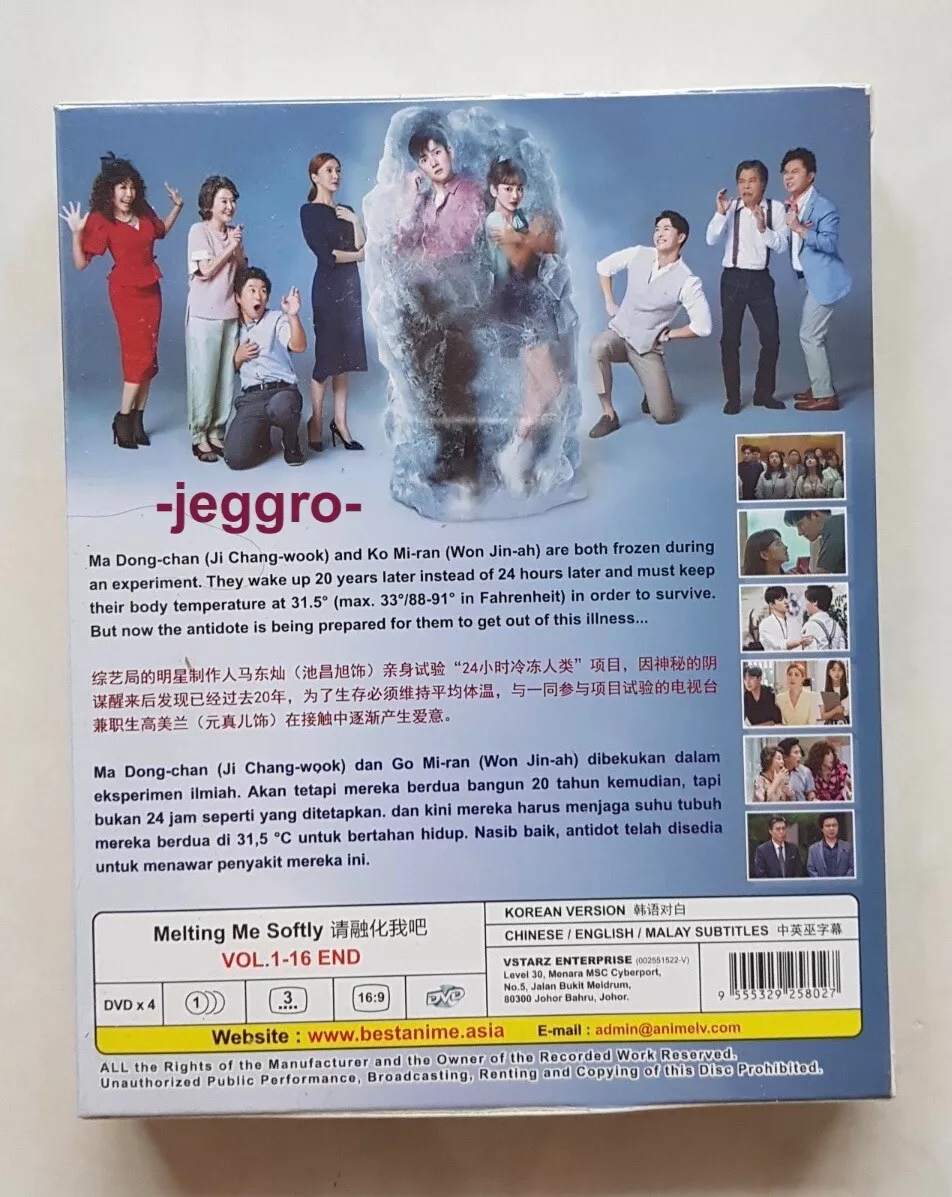 -jeggro-
Ma Dong-chan (Ji Chang-wook) and Ko Mi-ran (Won Jin-ah) are both frozen during
an experiment. They wake up 20 years later instead of 24 hours later and must keep
their body temperature at 31.5° (max. 33°/88-91° in Fahrenheit) in order to survive.
But now the antidote is being prepared for them to get out of this illness...
综艺局的明星制作人马东灿（池昌旭饰）亲身试验“24小时冷冻人类”项目，因神秘的阴
谋醒来后发现已经过去20年，为了生存必须维持平均体温，与一同参与项目试验的电视台
兼职生高美兰（元真儿饰）在接触中逐渐产生爱意。
Ma Dong-chan (Ji Chang-wook) dan Go Mi-ran (Won Jin-ah) dibekukan dalam
eksperimen ilmiah. Akan tetapi mereka berdua bangun 20 tahun kemudian, tapi
bukan 24 jam seperti yang ditetapkan. dan kini mereka harus menjaga suhu tubuh
mereka berdua di 31,5 °C untuk bertahan hidup. Nasib baik, antidot telah disedia
untuk menawar penyakit mereka ini.
Melting Me Softly 请融化我吧
VOL.1-16 END
DVD x 4
1
3
16:9
DVD
KOREAN VERSION 韩语对白
CHINESE / ENGLISH / MALAY SUBTITLES 中英巫字幕
VSTARZ ENTERPRISE (002551522-V)
Level 30, Menara MSC Cyberport,
No.5, Jalan Bukit Meldrum,
80300 Johor Bahru, Johor.
9 555329 258027
Website : www.bestanime.asia E-mail : admin@animelv.com
ALL the Rights of the Manufacturer and the Owner of the Recorded Work Reserved.
Unauthorized Public Performance, Broadcasting, Renting and Copying of this Disc Prohibited.